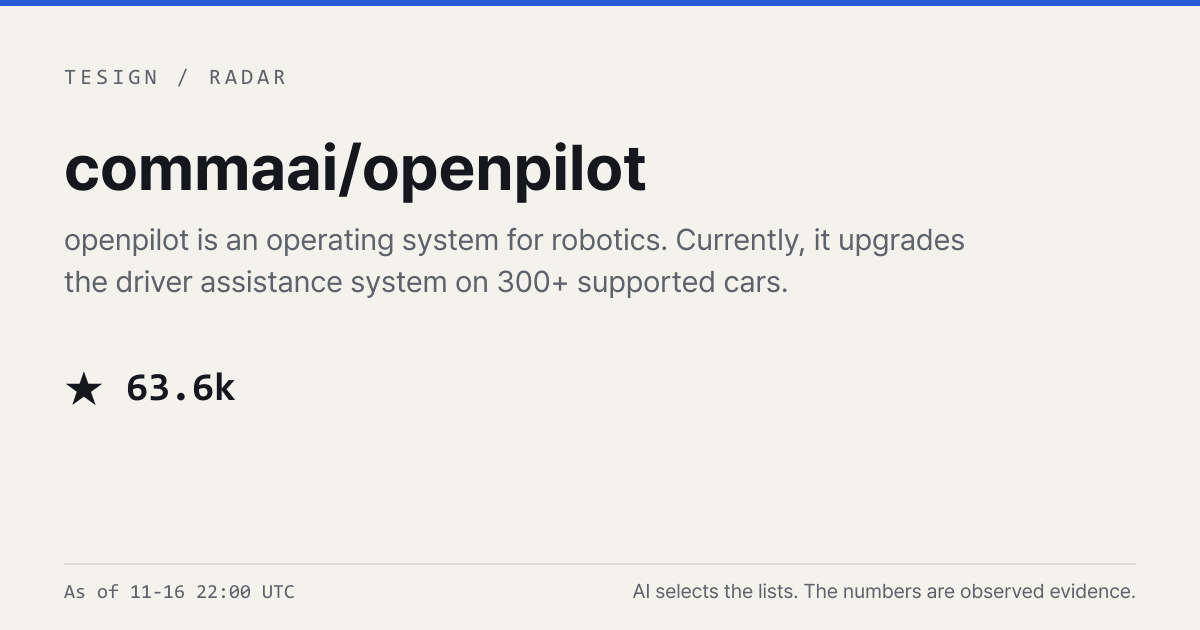 TESIGN / RADAR
commaai/openpilot
openpilot is an operating system for robotics. Currently, it upgrades
the driver assistance system on 300+ supported cars.
★ 63.6k
As of 11-16 22:00 UTC
AI selects the lists. The numbers are observed evidence.